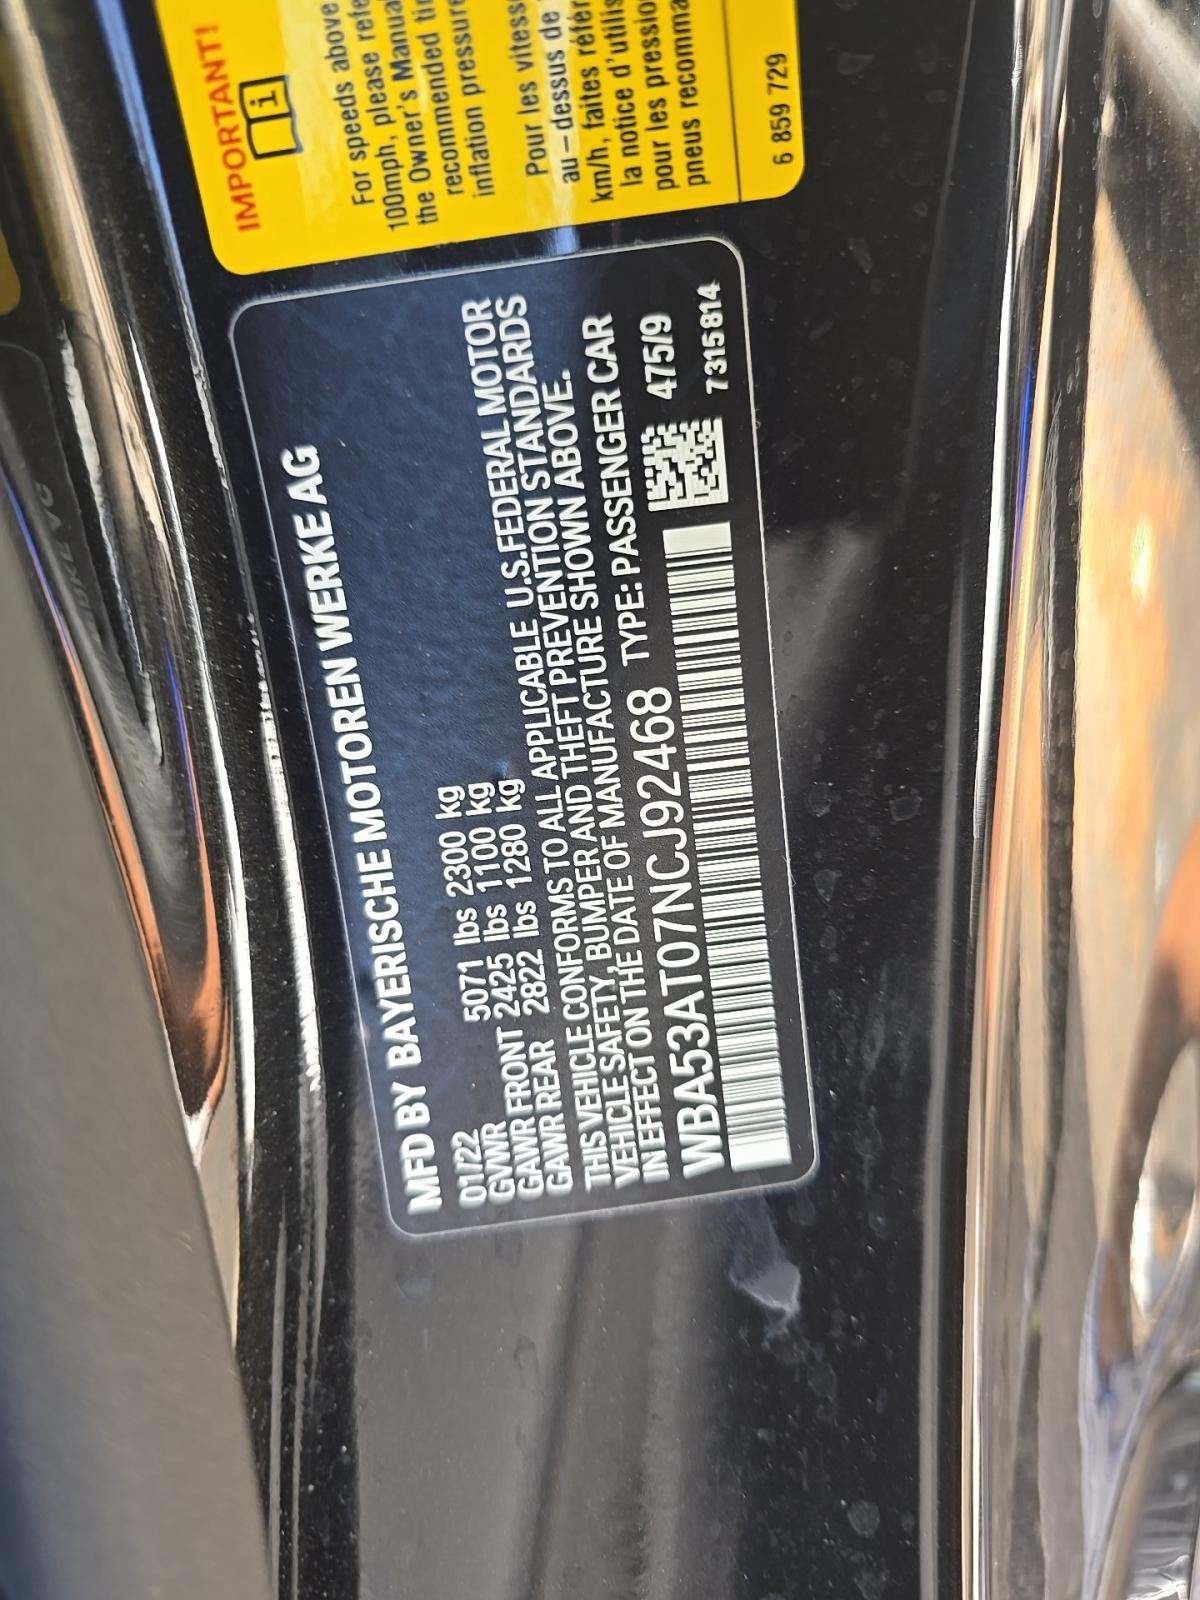 MFD BY BAYERISCHE MOTOREN WERKE AG
01/22
GVWR 5071 lbs 2300 kg
GAWR FRONT 2425 lbs 1100 kg
GAWR REAR 2822 lbs 1280 kg
THIS VEHICLE CONFORMS TO ALL APPLICABLE U.S.FEDERAL MOTOR
VEHICLE SAFETY, BUMPER AND THEFT PREVENTION STANDARDS
IN EFFECT ON THE DATE OF MANUFACTURE SHOWN ABOVE.
WBA53AT07NCJ92468 TYPE: PASSENGER CAR
475/9
7315814
IMPORTANT!
For speeds above
100mph, please refe
the Owner's Manual
recommended tir
inflation pressure
Pour les vitess
au-dessus de
km/h, faites référ
la notice d'utilis
pour les pression
pneus recomma
6 859 729